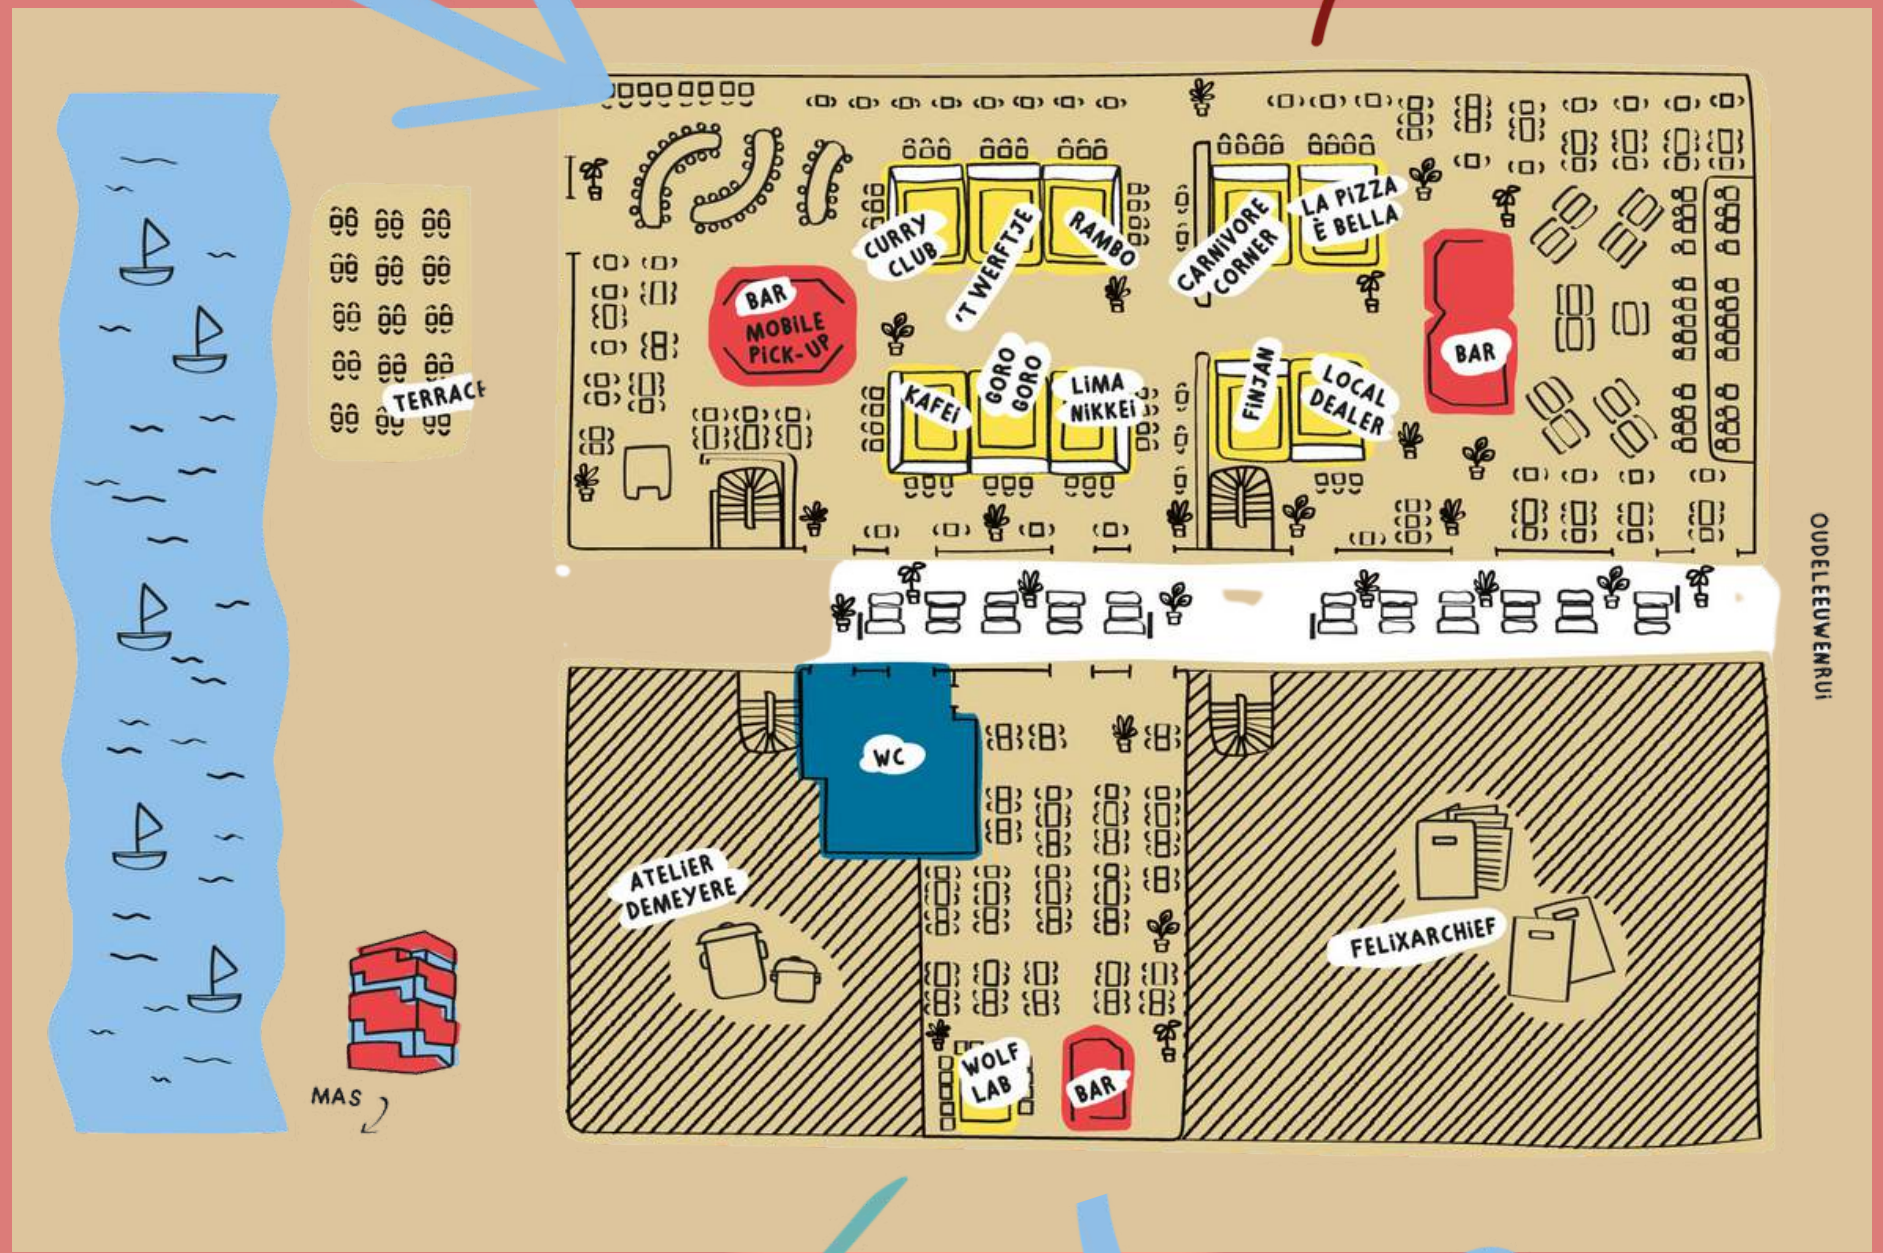 CURRY
CLUB
'T WERFTJE
RAMBO
CARNIVORE
CORNER
LA PiZZA
È BELLA
BAR
MOBiLE
PiCK-UP
BAR
KAFEi
GORO
GORO
LiMA
NiKKEi
FiNJAN
LOCAL
DEALER
TERRACE
OUDELEEUWENRUi
WC
ATELiER
DEMEYERE
FELiXARCHiEF
WOLF
LAB
BAR
MAS